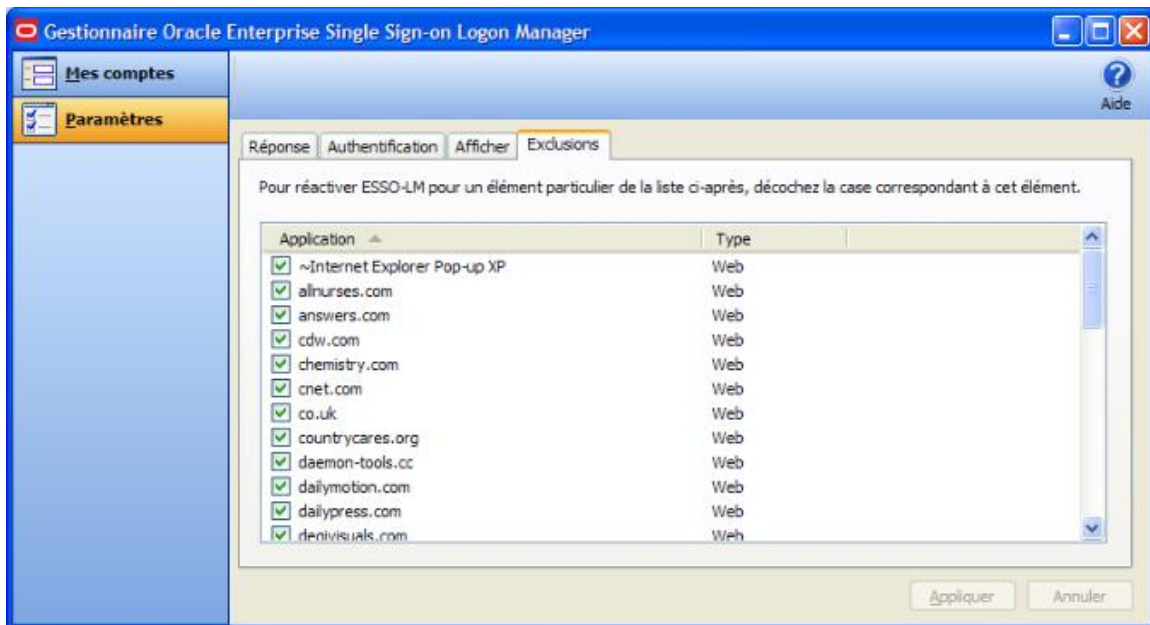 Gestionnaire Oracle Enterprise Single Sign-on Logon Manager
Mes comptes
Paramètres
Aide
Réponse Authentification Afficher Exclusions
Pour réactiver ESSO-LM pour un élément particulier de la liste ci-après, décochez la case correspondant à cet élément.
Application Type
~Internet Explorer Pop-up XP Web
allnurses.com Web
answers.com Web
cdw.com Web
chemistry.com Web
cnet.com Web
co.uk Web
countrycares.org Web
daemon-tools.cc Web
dailymotion.com Web
dailypress.com Web
degivisuals.com Web
Appliquer Annuler